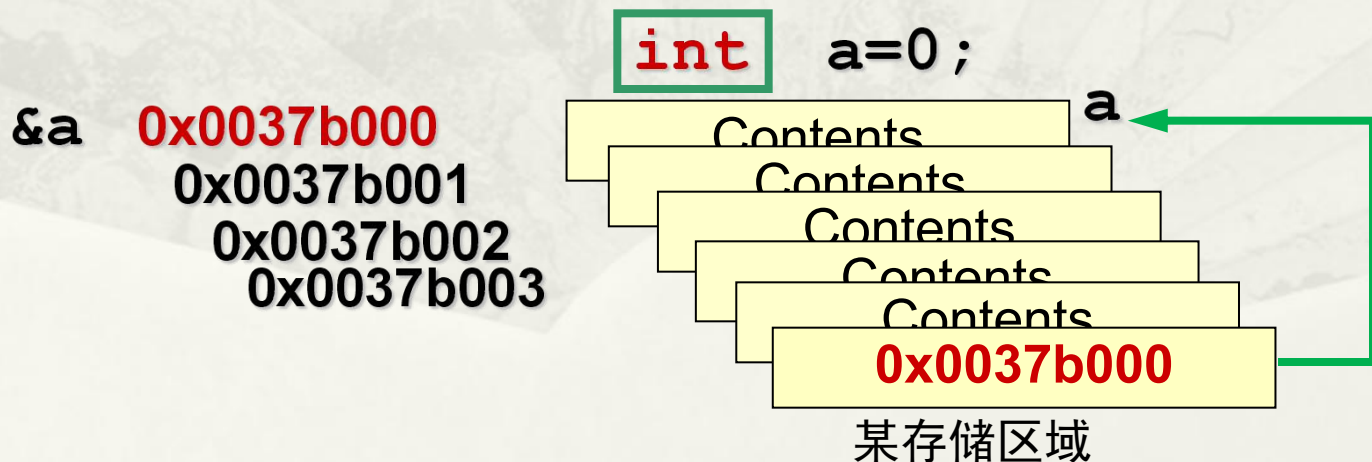 int a=0;
&a 0x0037b000
0x0037b001
0x0037b002
0x0037b003
a
Contents
Contents
Contents
Contents
Contents
0x0037b000
某存储区域